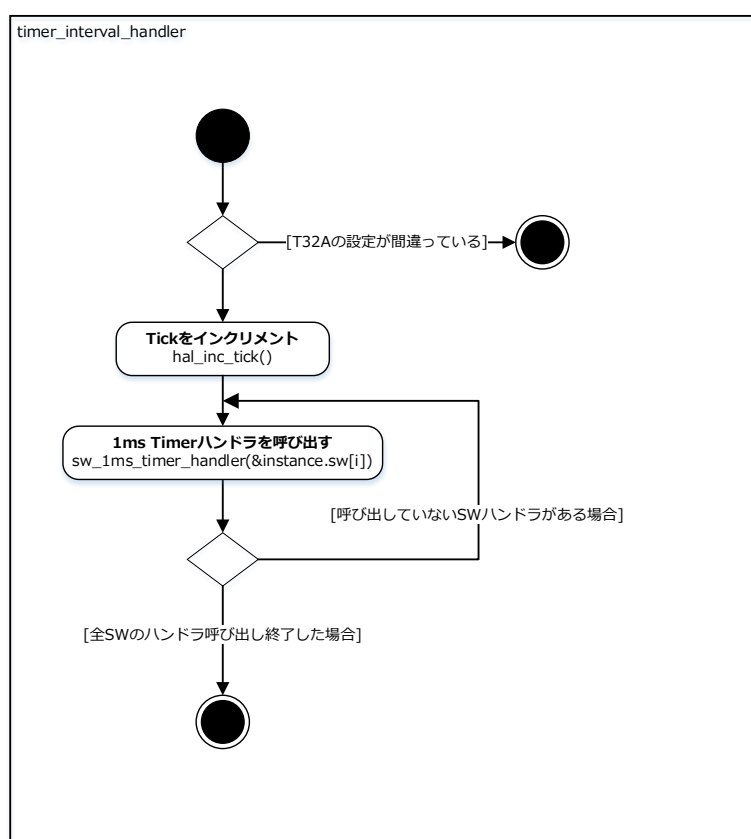 timer_interval_handler
[T32Aの設定が間違っている]
Tickをインクリメント
hal_inc_tick()
1ms Timerハンドラを呼び出す
sw_1ms_timer_handler(&instance.sw[i])
[呼び出していないSWハンドラがある場合]
[全SWのハンドラ呼び出し終了した場合]